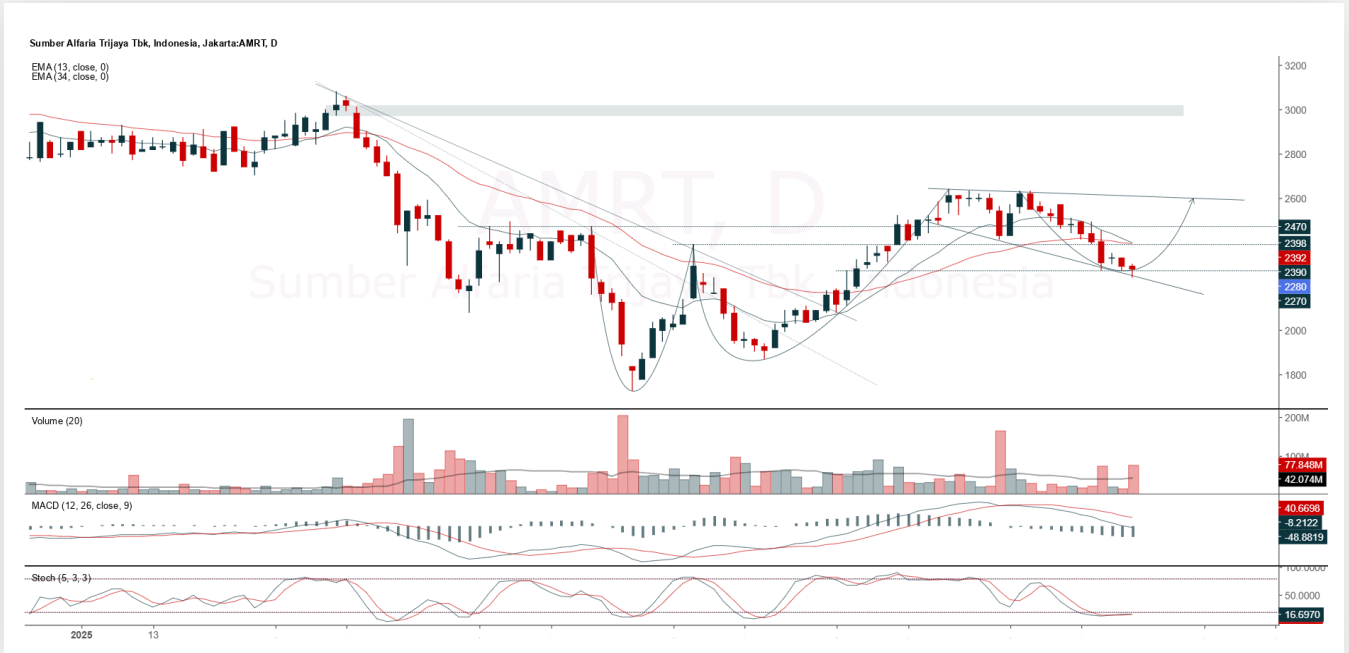 Sumber Alfaria Trijaya Tbk, Indonesia, Jakarta:AMRT, D
EMA (13, close, 0)
EMA (34, close, 0)
AMRT, D
Sumber Alfaria Trijaya Tbk, Indonesia
3200
3000
2800
2600
2470
2398
2392
2390
2280
2270
2000
1800
Volume (20)
200M
100M
77.848M
42.074M
MACD (12, 26, close, 9)
40.6698
-8.2122
-48.8819
Stoch (5, 3, 3)
100.0000
50.0000
16.6970
2025
13